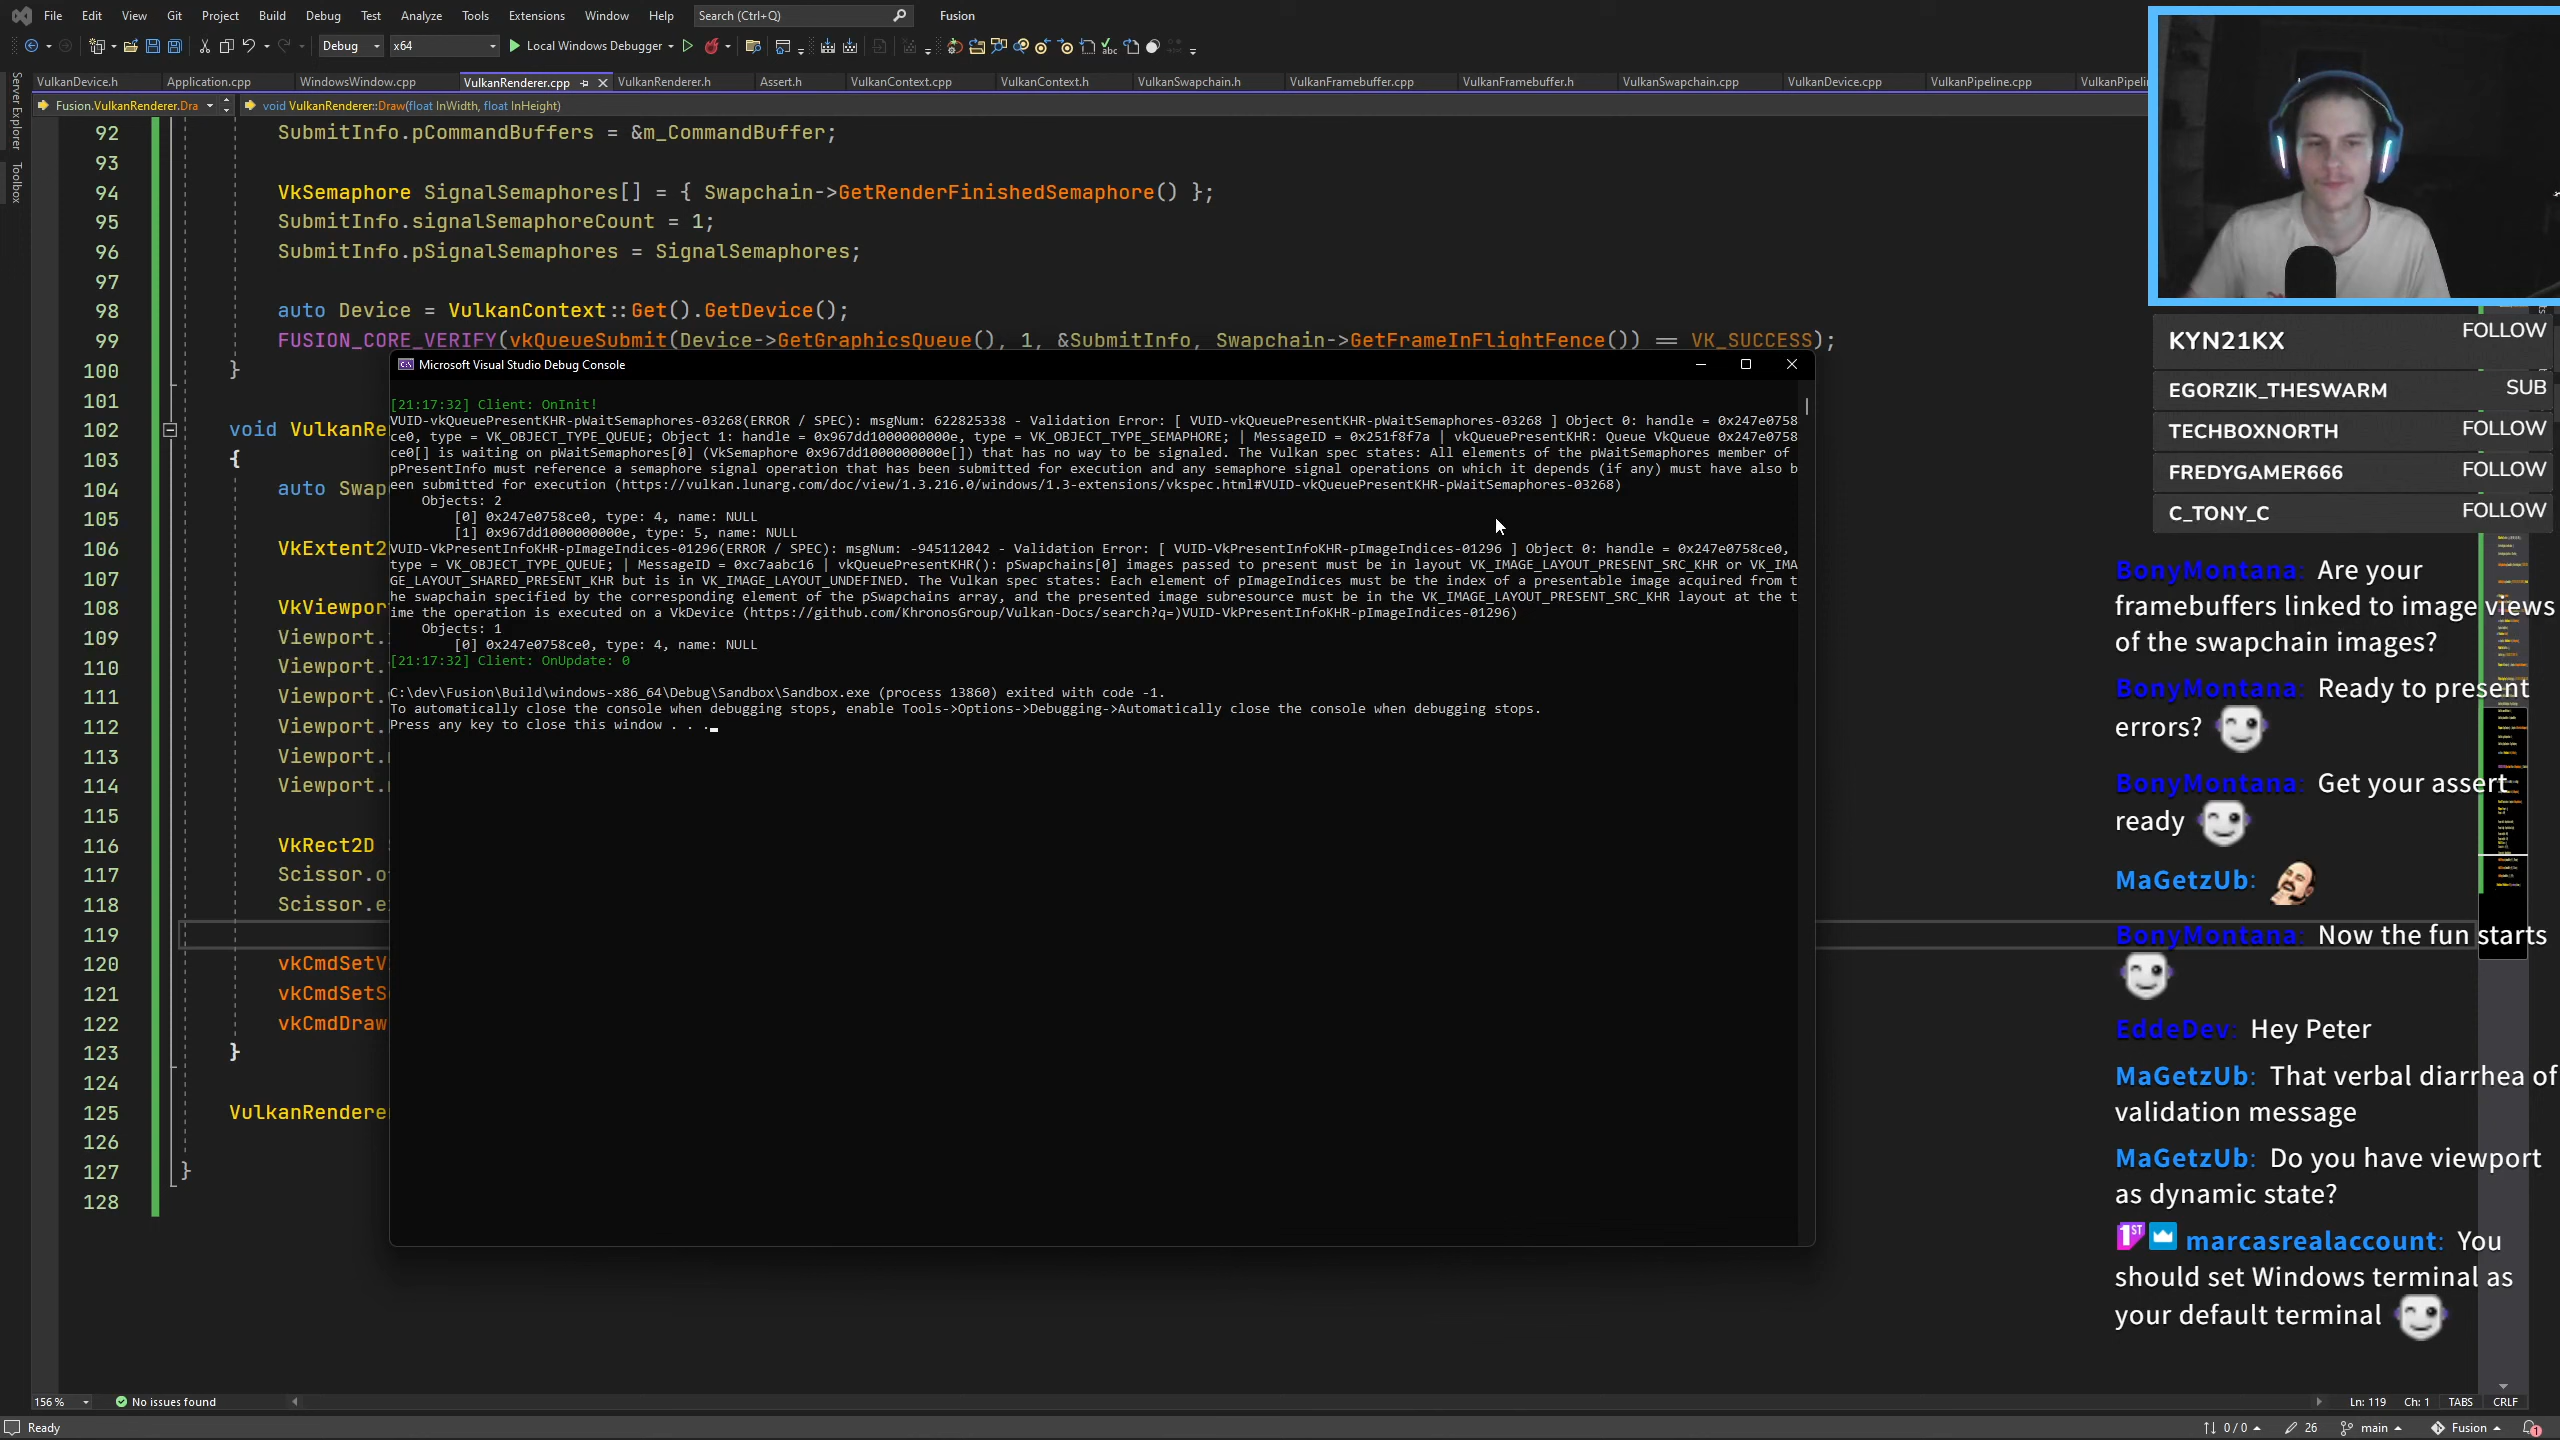 File Edit View Git Project Build Debug Test Analyze Tools Extensions Window Help Search (Ctrl+Q) Fusion
Debug x64 Local Windows Debugger
VulkanDevice.h Application.cpp WindowsWindow.cpp VulkanRenderer.cpp VulkanRenderer.h Assert.h VulkanContext.cpp VulkanContext.h VulkanSwapchain.h VulkanFramebuffer.cpp VulkanFramebuffer.h VulkanSwapchain.cpp VulkanDevice.cpp VulkanPipeline.cpp VulkanPipelin
Fusion.VulkanRenderer.Dra void VulkanRenderer::Draw(float InWidth, float InHeight)
Server Explorer
Toolbox
92 SubmitInfo.pCommandBuffers = &m_CommandBuffer;
93
94 VkSemaphore SignalSemaphores[] = { Swapchain->GetRenderFinishedSemaphore() };
95 SubmitInfo.signalSemaphoreCount = 1;
96 SubmitInfo.pSignalSemaphores = SignalSemaphores;
97
98 auto Device = VulkanContext::Get().GetDevice();
99 FUSION_CORE_VERIFY(vkQueueSubmit(Device->GetGraphicsQueue(), 1, &SubmitInfo, Swapchain->GetFrameInFlightFence()) == VK_SUCCESS);
100 }
101
102 void VulkanRe
103 {
104 auto Swap
105
106 VkExtent2
107
108 VkViewpor
109 Viewport.
110 Viewport.
111 Viewport.
112 Viewport.
113 Viewport.
114 Viewport.
115
116 VkRect2D
117 Scissor.o
118 Scissor.e
119
120 vkCmdSetV
121 vkCmdSetS
122 vkCmdDraw
123 }
124
125 VulkanRendere
126
127 }
128
Microsoft Visual Studio Debug Console
[21:17:32] Client: OnInit!
VUID-vkQueuePresentKHR-pWaitSemaphores-03268(ERROR / SPEC): msgNum: 622825338 - Validation Error: [ VUID-vkQueuePresentKHR-pWaitSemaphores-03268 ] Object 0: handle = 0x247e0758
ce0, type = VK_OBJECT_TYPE_QUEUE; Object 1: handle = 0x967dd1000000000e, type = VK_OBJECT_TYPE_SEMAPHORE; | MessageID = 0x251f8f7a | vkQueuePresentKHR: Queue VkQueue 0x247e0758
ce0[] is waiting on pWaitSemaphores[0] (VkSemaphore 0x967dd1000000000e[]) that has no way to be signaled. The Vulkan spec states: All elements of the pWaitSemaphores member of
pPresentInfo must reference a semaphore signal operation that has been submitted for execution and any semaphore signal operations on which it depends (if any) must have also b
een submitted for execution (https://vulkan.lunarg.com/doc/view/1.3.216.0/windows/1.3-extensions/vkspec.html#VUID-vkQueuePresentKHR-pWaitSemaphores-03268)
Objects: 2
[0] 0x247e0758ce0, type: 4, name: NULL
[1] 0x967dd1000000000e, type: 5, name: NULL
VUID-VkPresentInfoKHR-pImageIndices-01296(ERROR / SPEC): msgNum: -945112042 - Validation Error: [ VUID-VkPresentInfoKHR-pImageIndices-01296 ] Object 0: handle = 0x247e0758ce0,
type = VK_OBJECT_TYPE_QUEUE; | MessageID = 0xc7aabc16 | vkQueuePresentKHR(): pSwapchains[0] images passed to present must be in layout VK_IMAGE_LAYOUT_PRESENT_SRC_KHR or VK_IMA
GE_LAYOUT_SHARED_PRESENT_KHR but is in VK_IMAGE_LAYOUT_UNDEFINED. The Vulkan spec states: Each element of pImageIndices must be the index of a presentable image acquired from t
he swapchain specified by the corresponding element of the pSwapchains array, and the presented image subresource must be in the VK_IMAGE_LAYOUT_PRESENT_SRC_KHR layout at the t
ime the operation is executed on a VkDevice (https://github.com/KhronosGroup/Vulkan-Docs/search?q=)VUID-VkPresentInfoKHR-pImageIndices-01296)
Objects: 1
[0] 0x247e0758ce0, type: 4, name: NULL
[21:17:32] Client: OnUpdate: 0
C:\dev\Fusion\Build\windows-x86_64\Debug\Sandbox\Sandbox.exe (process 13860) exited with code -1.
To automatically close the console when debugging stops, enable Tools->Options->Debugging->Automatically close the console when debugging stops.
Press any key to close this window . . .
KYN21KX FOLLOW
EGORZIK_THESWARM SUB
TECHBOXNORTH FOLLOW
FREDYGAMER666 FOLLOW
C_TONY_C FOLLOW
BonyMontana: Are your
framebuffers linked to image views
of the swapchain images?
BonyMontana: Ready to present
errors?
BonyMontana: Get your assert
ready
MaGetzUb:
BonyMontana: Now the fun starts
EddeDev: Hey Peter
MaGetzUb: That verbal diarrhea of
validation message
MaGetzUb: Do you have viewport
as dynamic state?
1ST marcasrealaccount: You
should set Windows terminal as
your default terminal
156 % No issues found Ln: 119 Ch: 1 TABS CRLF
Ready 0 / 0 26 main Fusion 1